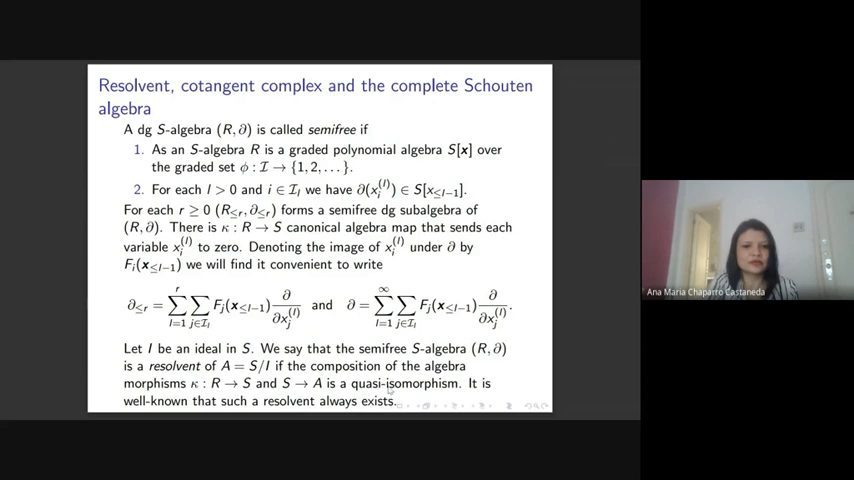 Resolvent, cotangent complex and the complete Schouten
algebra
A dg S-algebra (R, ∂) is called semifree if
1. As an S-algebra R is a graded polynomial algebra S[x] over
the graded set ϕ : I → {1, 2, . . . }.
2. For each l > 0 and i ∈ I_l we have ∂(x_i^(l)) ∈ S[x_≤l−1].
For each r ≥ 0 (R_≤r, ∂_≤r) forms a semifree dg subalgebra of
(R, ∂). There is κ : R → S canonical algebra map that sends each
variable x_i^(l) to zero. Denoting the image of x_i^(l) under ∂ by
F_i(x_≤l−1) we will find it convenient to write
∂_≤r = ∑_{l=1}^{r} ∑_{j∈I_l} F_j(x_≤l−1) ∂/∂x_j^(l) and ∂ = ∑_{l=1}^{∞} ∑_{j∈I_l} F_j(x_≤l−1) ∂/∂x_j^(l).
Let I be an ideal in S. We say that the semifree S-algebra (R, ∂)
is a resolvent of A = S/I if the composition of the algebra
morphisms κ : R → S and S → A is a quasi-isomorphism. It is
well-known that such a resolvent always exists.
Ana Maria Chaparro Castaneda